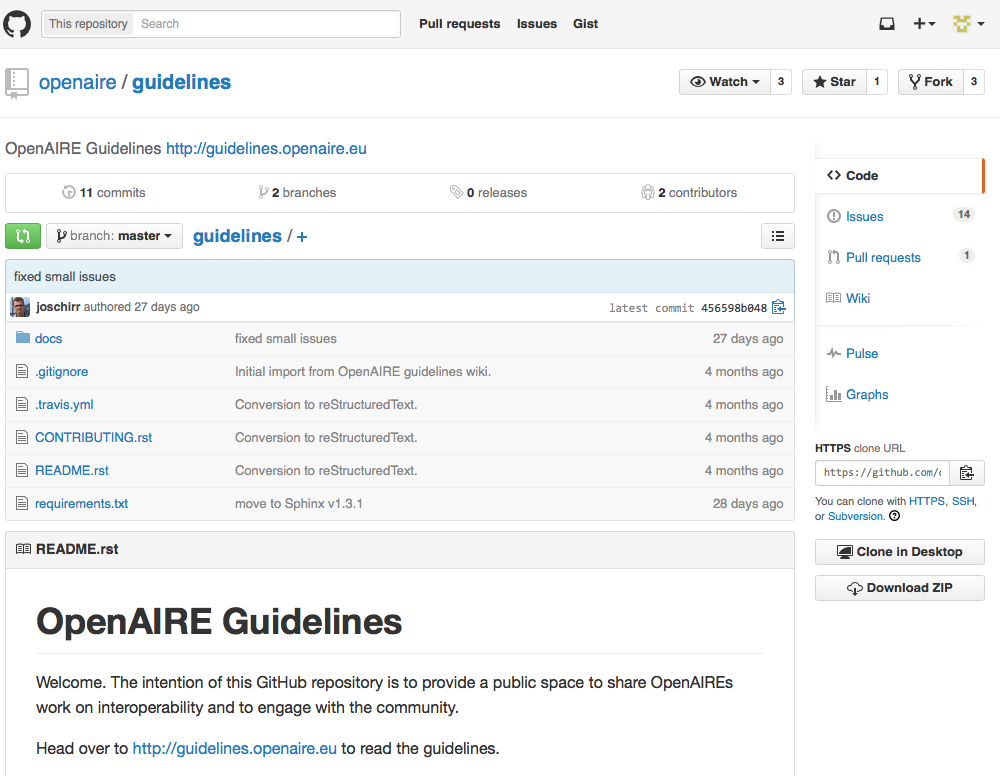 This repository Search Pull requests Issues Gist
openaire / guidelines Watch 3 Star 1 Fork 3
OpenAIRE Guidelines http://guidelines.openaire.eu
11 commits 2 branches 0 releases 2 contributors
branch: master guidelines / +
fixed small issues
joschirr authored 27 days ago latest commit 456598b048
docs fixed small issues 27 days ago
.gitignore Initial import from OpenAIRE guidelines wiki. 4 months ago
.travis.yml Conversion to reStructuredText. 4 months ago
CONTRIBUTING.rst Conversion to reStructuredText. 4 months ago
README.rst Conversion to reStructuredText. 4 months ago
requirements.txt move to Sphinx v1.3.1 28 days ago
README.rst
OpenAIRE Guidelines
Welcome. The intention of this GitHub repository is to provide a public space to share OpenAIREs
work on interoperability and to engage with the community.
Head over to http://guidelines.openaire.eu to read the guidelines.
Code
Issues 14
Pull requests 1
Wiki
Pulse
Graphs
HTTPS clone URL
https://github.com/
You can clone with HTTPS, SSH,
or Subversion.
Clone in Desktop
Download ZIP